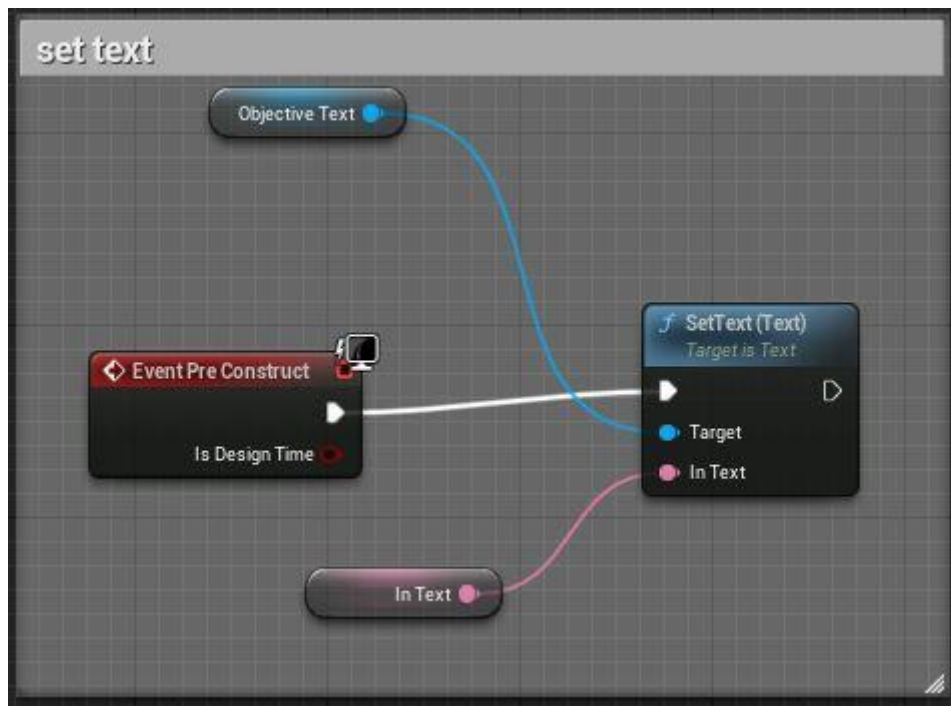 set text
Objective Text
SetText (Text)
Target is Text
Event Pre Construct
Target
Is Design Time
In Text
In Text